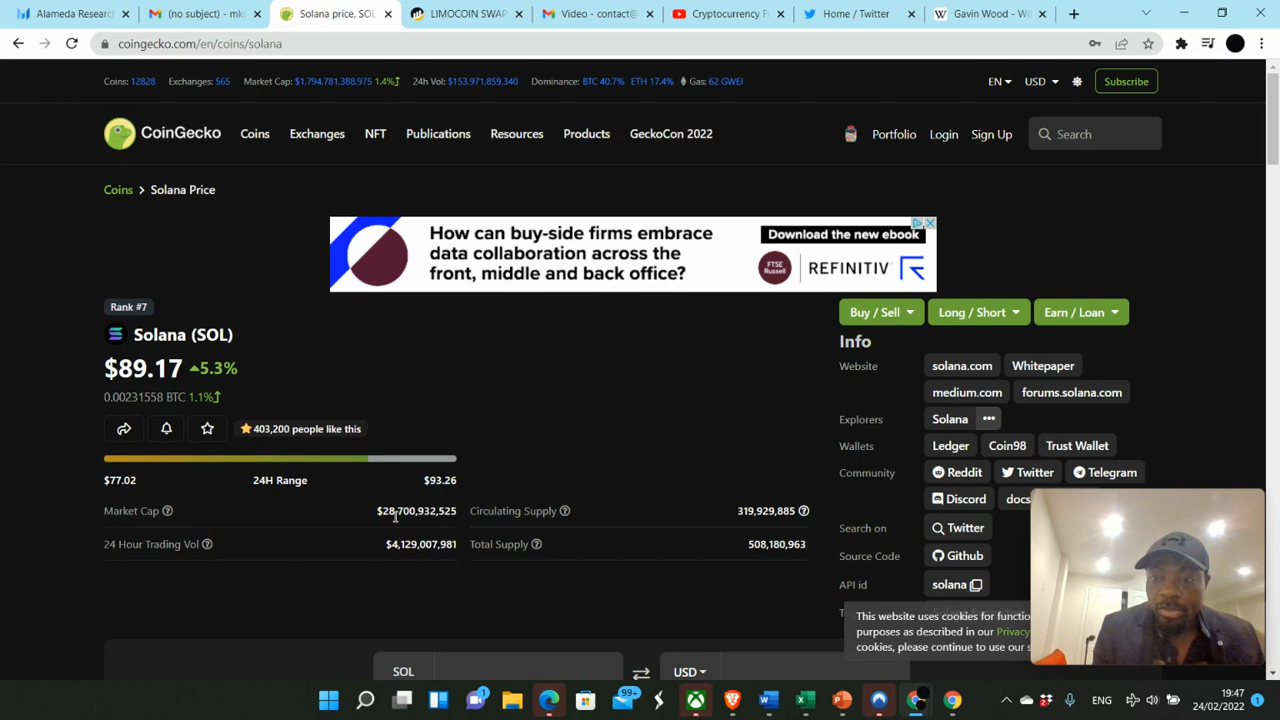 Alameda Researc
(no subject) - mk
Solana price, SOL
LIMOCOIN SWAP
Video - contact@
Cryptocurrency F
Home / Twitter
Gavin Wood - Wi
coingecko.com/en/coins/solana
Coins: 12828 Exchanges: 565 Market Cap: $1,794,781,388,975 1.4% 24h Vol: $153,971,859,340 Dominance: BTC 40.7% ETH 17.4% Gas: 62 GWEI
EN USD Subscribe
CoinGecko Coins Exchanges NFT Publications Resources Products GeckoCon 2022 Portfolio Login Sign Up Search
Coins > Solana Price
How can buy-side firms embrace
data collaboration across the
front, middle and back office?
Download the new ebook
FTSE
Russell
REFINITIV
Rank #7
Solana (SOL)
$89.17 5.3%
0.00231558 BTC 1.1%
403,200 people like this
$77.02 24H Range $93.26
Market Cap $28,700,932,525
Circulating Supply 319,929,885
24 Hour Trading Vol $4,129,007,981
Total Supply 508,180,963
Buy / Sell Long / Short Earn / Loan
Info
Website solana.com Whitepaper
medium.com forums.solana.com
Explorers Solana
Wallets Ledger Coin98 Trust Wallet
Community Reddit Twitter Telegram
Discord docs
Search on Twitter
Source Code Github
API id solana
This website uses cookies for functio
purposes as described in our Privacy
cookies, please continue to use our s
SOL USD
1
99+
ENG
19:47
24/02/2022
1